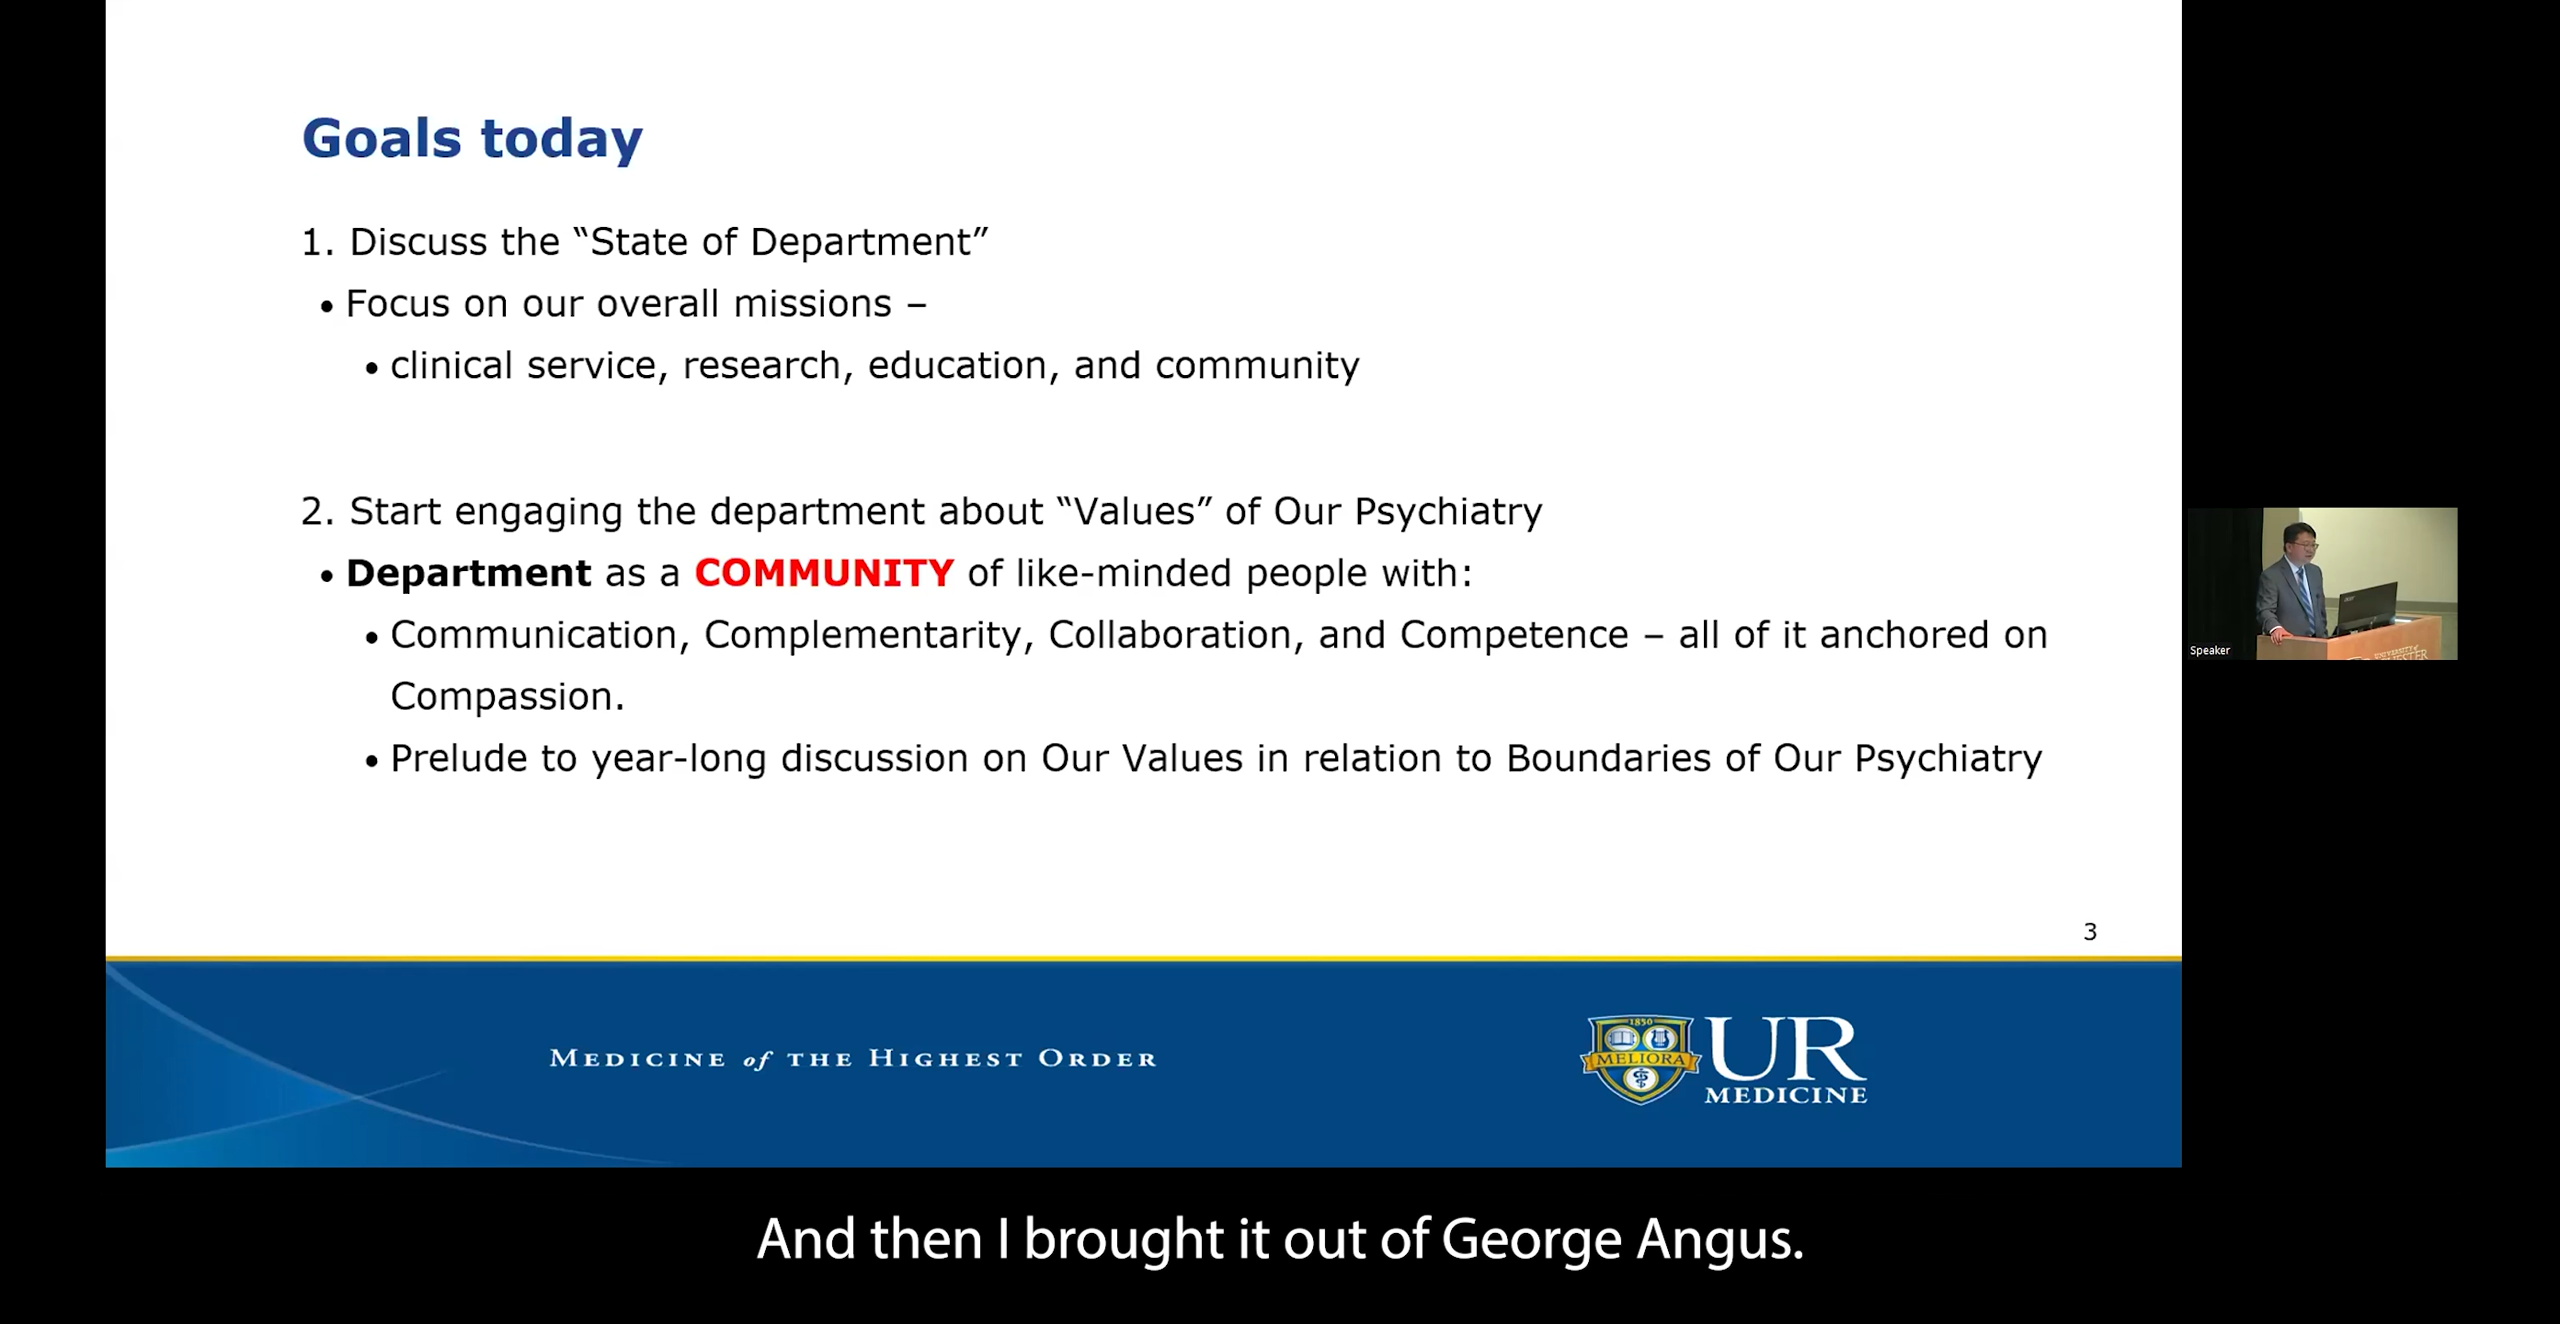 Goals today
1. Discuss the “State of Department”
• Focus on our overall missions –
• clinical service, research, education, and community
2. Start engaging the department about “Values” of Our Psychiatry
• Department as a COMMUNITY of like-minded people with:
• Communication, Complementarity, Collaboration, and Competence – all of it anchored on
Compassion.
• Prelude to year-long discussion on Our Values in relation to Boundaries of Our Psychiatry
3
MEDICINE of THE HIGHEST ORDER
1850
MELIORA
UR
MEDICINE
Speaker
And then I brought it out of George Angus.